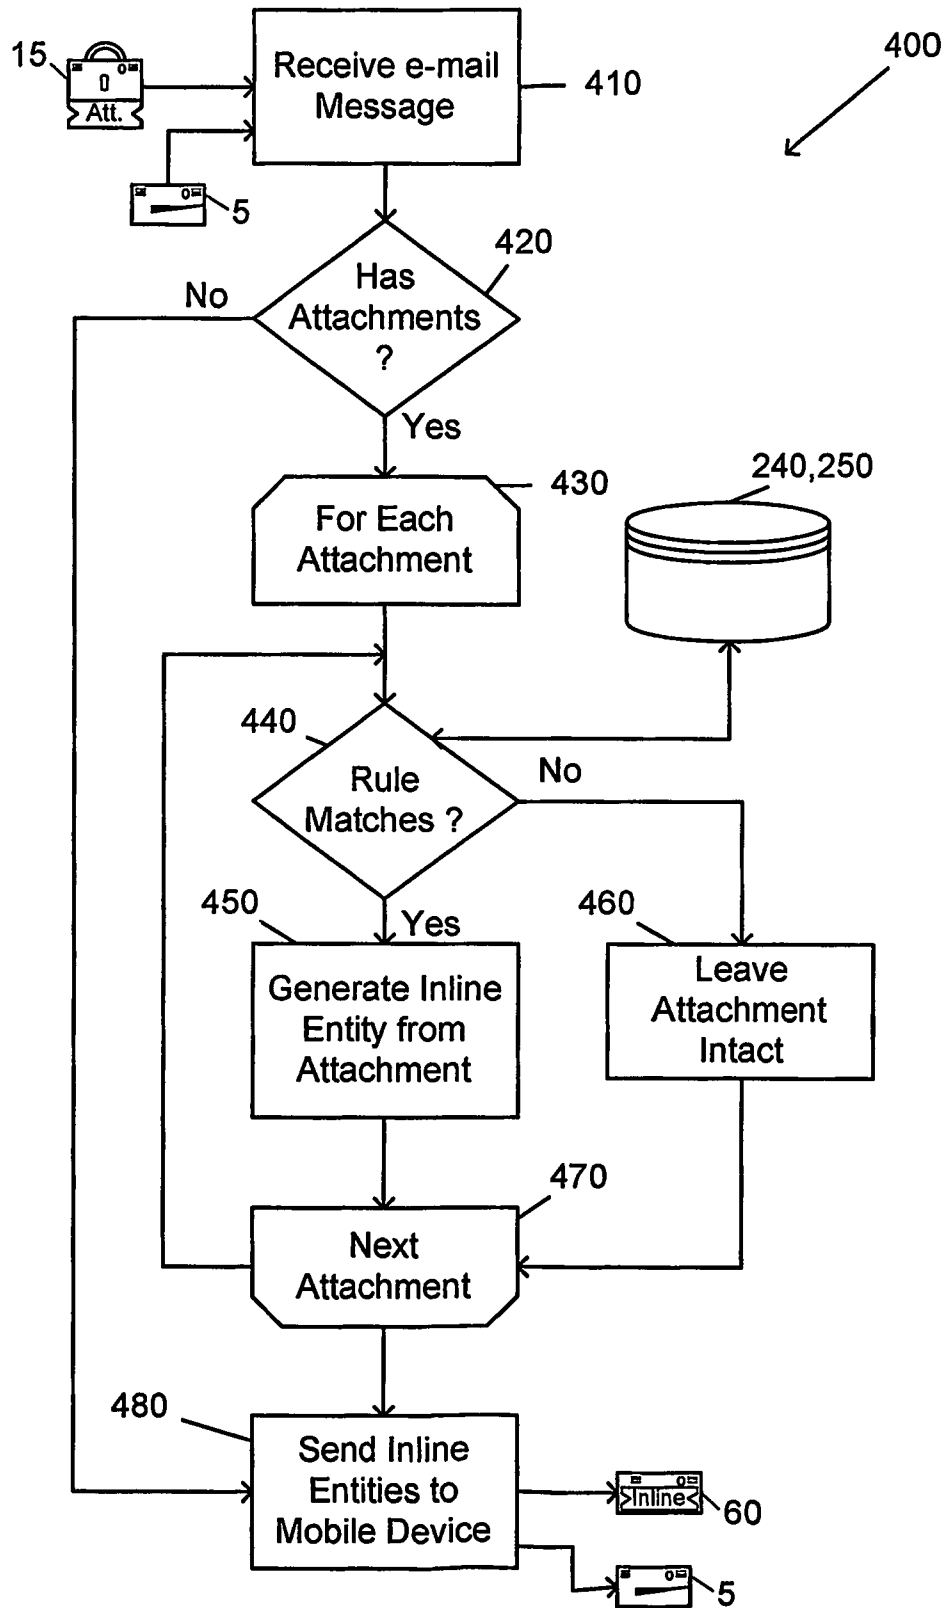 15
Att.
Receive e-mail
Message
410
400
5
420
Has
Attachments
?
No
Yes
430
For Each
Attachment
240,250
440
Rule
Matches ?
No
Yes
450
Generate Inline
Entity from
Attachment
460
Leave
Attachment
Intact
470
Next
Attachment
480
Send Inline
Entities to
Mobile Device
>Inline<
60
5